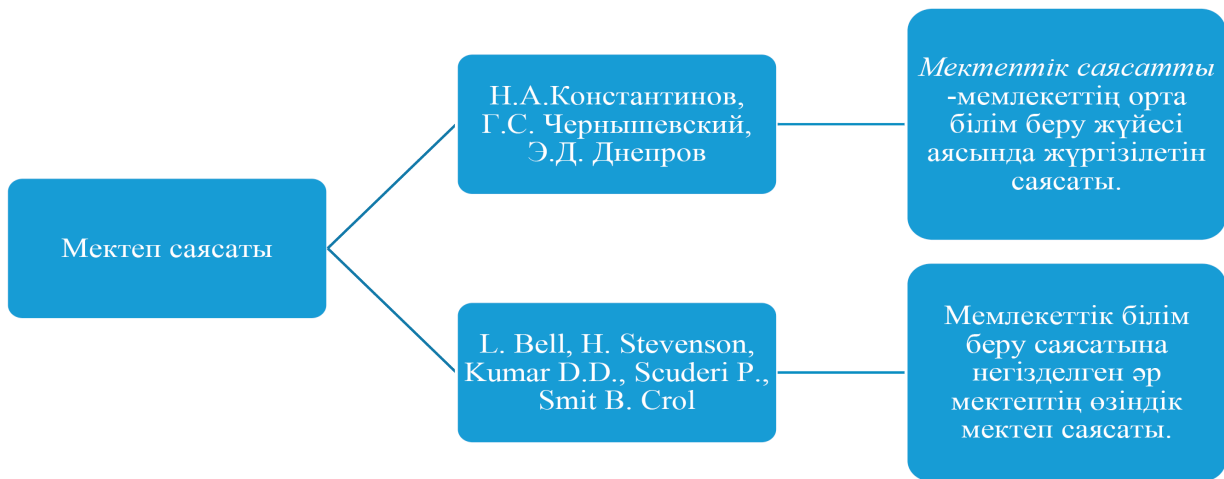 Мектеп саясаты
Н.А.Константинов,
Г.С. Чернышевский,
Э.Д. Днепров
Мектептік саясатты
-мемлекеттің орта
білім беру жүйесі
аясында жүргізілетін
саясаты.
L. Bell, H. Stevenson,
Kumar D.D., Scuderi P.,
Smit B. Crol
Мемлекеттік білім
беру саясатына
негізделген әр
мектептің өзіндік
мектеп саясаты.